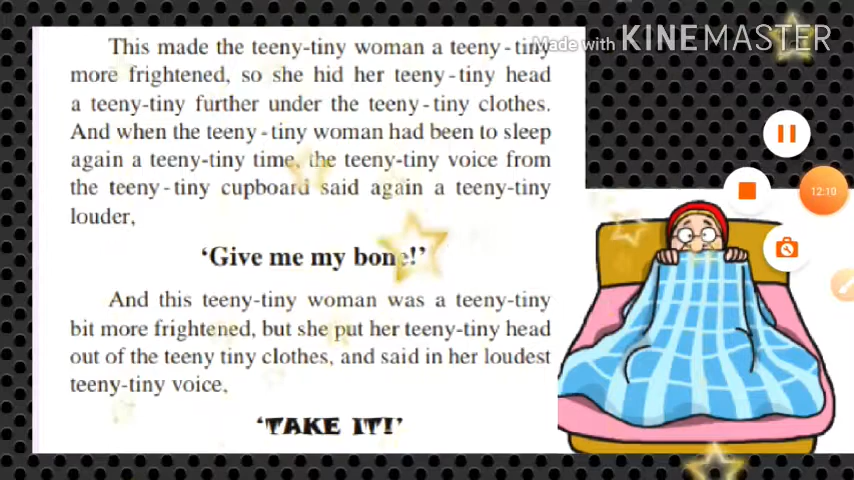 This made the teeny-tiny woman a teeny-tiny
more frightened, so she hid her teeny-tiny head
a teeny-tiny further under the teeny-tiny clothes.
And when the teeny-tiny woman had been to sleep
again a teeny-tiny time, the teeny-tiny voice from
the teeny-tiny cupboard said again a teeny-tiny
louder,
‘Give me my bone!’
And this teeny-tiny woman was a teeny-tiny
bit more frightened, but she put her teeny-tiny head
out of the teeny tiny clothes, and said in her loudest
teeny-tiny voice,
‘TAKE IT!’
Made with KINEMASTER
12:10